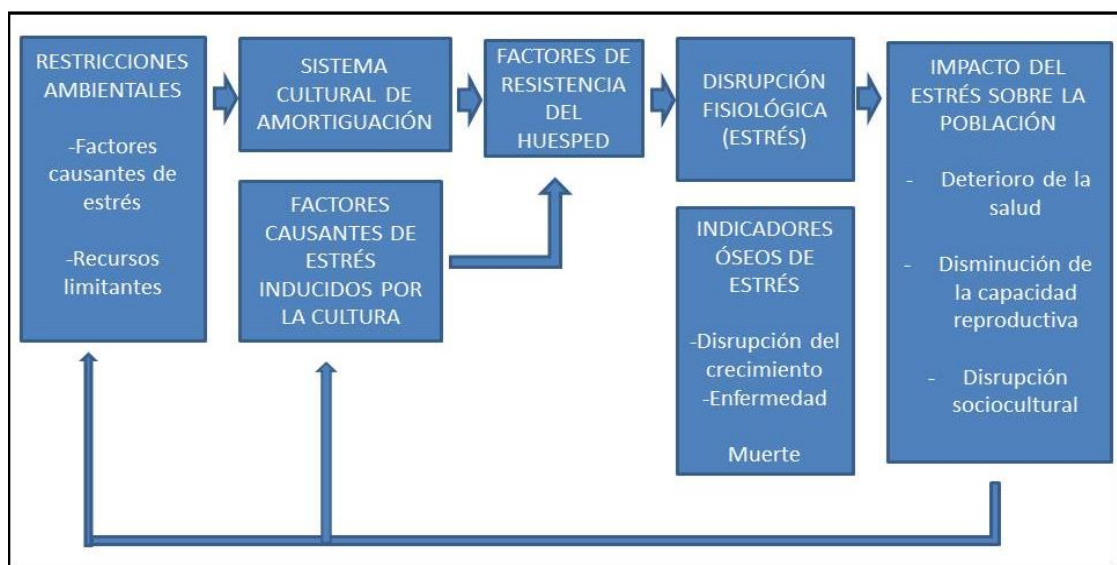 RESTRICCIONES
AMBIENTALES
-Factores
causantes de
estrés
-Recursos
limitantes
SISTEMA
CULTURAL DE
AMORTIGUACIÓN
FACTORES
CAUSANTES DE
ESTRÉS
INDUCIDOS POR
LA CULTURA
FACTORES DE
RESISTENCIA
DEL
HUESPED
DISRUPCIÓN
FISIOLÓGICA
(ESTRÉS)
INDICADORES
ÓSEOS DE
ESTRÉS
-Disrupción del
crecimiento
-Enfermedad
Muerte
IMPACTO DEL
ESTRÉS SOBRE LA
POBLACIÓN
- Deterioro de la
salud
- Disminución de
la capacidad
reproductiva
- Disrupción
sociocultural